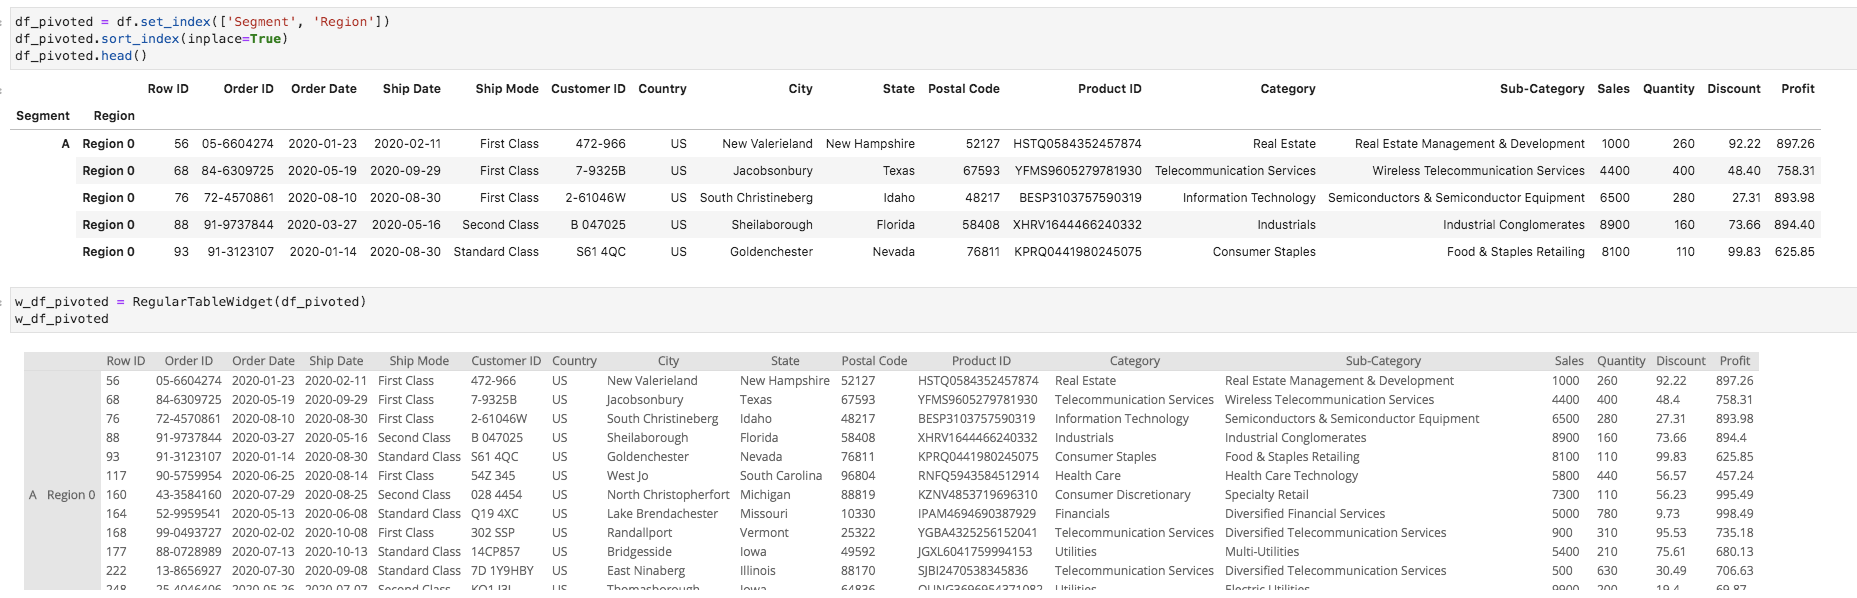 df_pivoted = df.set_index(['Segment', 'Region'])
df_pivoted.sort_index(inplace=True)
df_pivoted.head()
Row ID Order ID Order Date Ship Date Ship Mode Customer ID Country City State Postal Code Product ID Category Sub-Category Sales Quantity Discount Profit
Segment Region
A Region 0 56 05-6604274 2020-01-23 2020-02-11 First Class 472-966 US New Valerieland New Hampshire 52127 HSTQ0584352457874 Real Estate Real Estate Management & Development 1000 260 92.22 897.26
Region 0 68 84-6309725 2020-05-19 2020-09-29 First Class 7-9325B US Jacobsonbury Texas 67593 YFMS9605279781930 Telecommunication Services Wireless Telecommunication Services 4400 400 48.40 758.31
Region 0 76 72-4570861 2020-08-10 2020-08-30 First Class 2-61046W US South Christineberg Idaho 48217 BESP3103757590319 Information Technology Semiconductors & Semiconductor Equipment 6500 280 27.31 893.98
Region 0 88 91-9737844 2020-03-27 2020-05-16 Second Class B 047025 US Sheilaborough Florida 58408 XHRV1644466240332 Industrials Industrial Conglomerates 8900 160 73.66 894.40
Region 0 93 91-3123107 2020-01-14 2020-08-30 Standard Class S61 4QC US Goldenchester Nevada 76811 KPRQ0441980245075 Consumer Staples Food & Staples Retailing 8100 110 99.83 625.85
w_df_pivoted = RegularTableWidget(df_pivoted)
w_df_pivoted
Row ID Order ID Order Date Ship Date Ship Mode Customer ID Country City State Postal Code Product ID Category Sub-Category Sales Quantity Discount Profit
56 05-6604274 2020-01-23 2020-02-11 First Class 472-966 US New Valerieland New Hampshire 52127 HSTQ0584352457874 Real Estate Real Estate Management & Development 1000 260 92.22 897.26
68 84-6309725 2020-05-19 2020-09-29 First Class 7-9325B US Jacobsonbury Texas 67593 YFMS9605279781930 Telecommunication Services Wireless Telecommunication Services 4400 400 48.4 758.31
76 72-4570861 2020-08-10 2020-08-30 First Class 2-61046W US South Christineberg Idaho 48217 BESP3103757590319 Information Technology Semiconductors & Semiconductor Equipment 6500 280 27.31 893.98
88 91-9737844 2020-03-27 2020-05-16 Second Class B 047025 US Sheilaborough Florida 58408 XHRV1644466240332 Industrials Industrial Conglomerates 8900 160 73.66 894.4
93 91-3123107 2020-01-14 2020-08-30 Standard Class S61 4QC US Goldenchester Nevada 76811 KPRQ0441980245075 Consumer Staples Food & Staples Retailing 8100 110 99.83 625.85
117 90-5759954 2020-06-25 2020-08-14 First Class 54Z 345 US West Jo South Carolina 96804 RNFQ5943584512914 Health Care Health Care Technology 5800 440 56.57 457.24
A Region 0 160 43-3584160 2020-07-29 2020-08-25 Second Class 028 4454 US North Christopherfort Michigan 88819 KZNV4853719696310 Consumer Discretionary Specialty Retail 7300 110 56.23 995.49
164 52-9959541 2020-05-13 2020-06-08 Standard Class Q19 4XC US Lake Brendachester Missouri 10330 IPAM4694690387929 Financials Diversified Financial Services 5000 780 9.73 998.49
168 99-0493727 2020-02-02 2020-10-08 First Class 302 SSP US Randallport Vermont 25322 YGBA4325256152041 Telecommunication Services Diversified Telecommunication Services 900 310 95.53 735.18
177 88-0728989 2020-07-13 2020-10-13 Standard Class 14CP857 US Bridgesside Iowa 49592 JGXL6041759994153 Utilities Multi-Utilities 5400 210 75.61 680.13
222 13-8656927 2020-07-30 2020-09-08 Standard Class 7D 1Y9HBY US East Ninaberg Illinois 88170 SJBI2470538345836 Telecommunication Services Diversified Telecommunication Services 500 630 30.49 706.63
Second Class US Thomasborough Iowa Utilities Electric Utilities